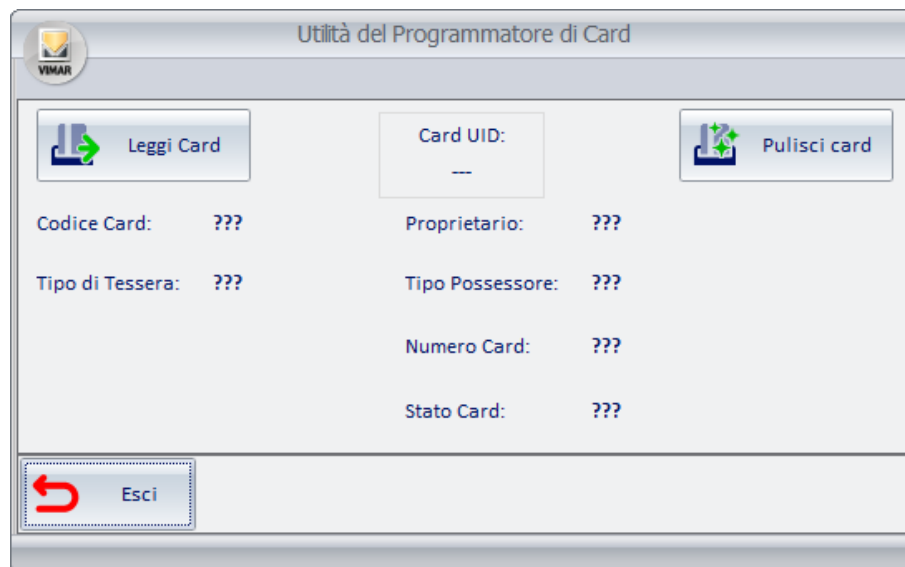 Utilità del Programmatore di Card
VIMAR
Leggi Card
Card UID:
---
Pulisci card
Codice Card: ???
Proprietario: ???
Tipo di Tessera: ???
Tipo Possessore: ???
Numero Card: ???
Stato Card: ???
Esci